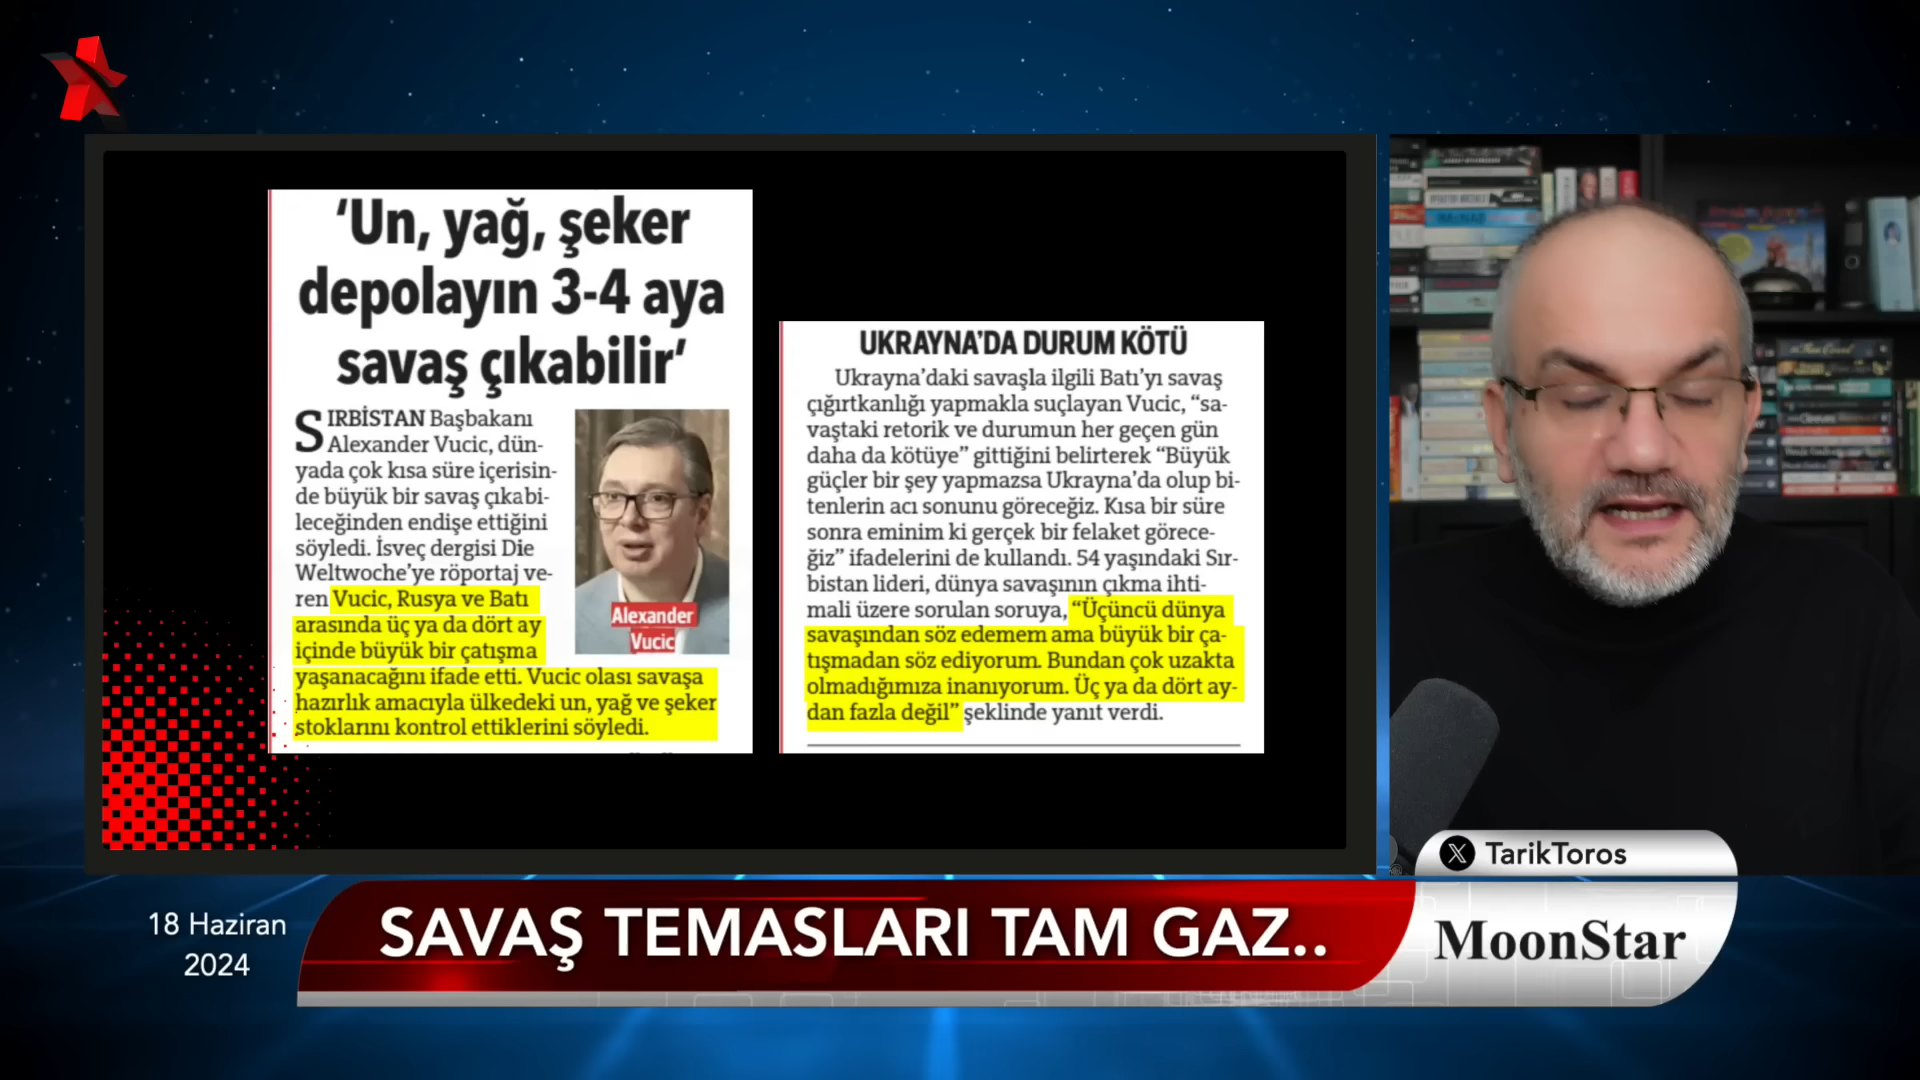 'Un, yağ, şeker
depolayın 3-4 aya
savaş çıkabilir'
SIRBİSTAN Başbakanı
Alexander Vucic, dün-
yada çok kısa süre içerisin-
de büyük bir savaş çıkabi-
leceğinden endişe ettiğini
söyledi. İsveç dergisi Die
Weltwoche'ye röportaj ve-
ren Vucic, Rusya ve Batı
arasında üç ya da dört ay
içinde büyük bir çatışma
yaşanacağını ifade etti. Vucic olası savaşa
hazırlık amacıyla ülkedeki un, yağ ve şeker
stoklarını kontrol ettiklerini söyledi.
Alexander
Vucic
UKRAYNA'DA DURUM KÖTÜ
Ukrayna'daki savaşla ilgili Batı'yı savaş
çığırtkanlığı yapmakla suçlayan Vucic, "sa-
vaştaki retorik ve durumun her geçen gün
daha da kötüye" gittiğini belirterek "Büyük
güçler bir şey yapmazsa Ukrayna'da olup bi-
tenlerin acı sonunu göreceğiz. Kısa bir süre
sonra eminim ki gerçek bir felaket görece-
ğiz" ifadelerini de kullandı. 54 yaşındaki Sır-
bistan lideri, dünya savaşının çıkma ihti-
mali üzere sorulan soruya, "Üçüncü dünya
savaşından söz edemem ama büyük bir ça-
tışmadan söz ediyorum. Bundan çok uzakta
olmadığımıza inanıyorum. Üç ya da dört ay-
dan fazla değil" şeklinde yanıt verdi.
TarikToros
18 Haziran
2024
SAVAŞ TEMASLARI TAM GAZ..
MoonStar